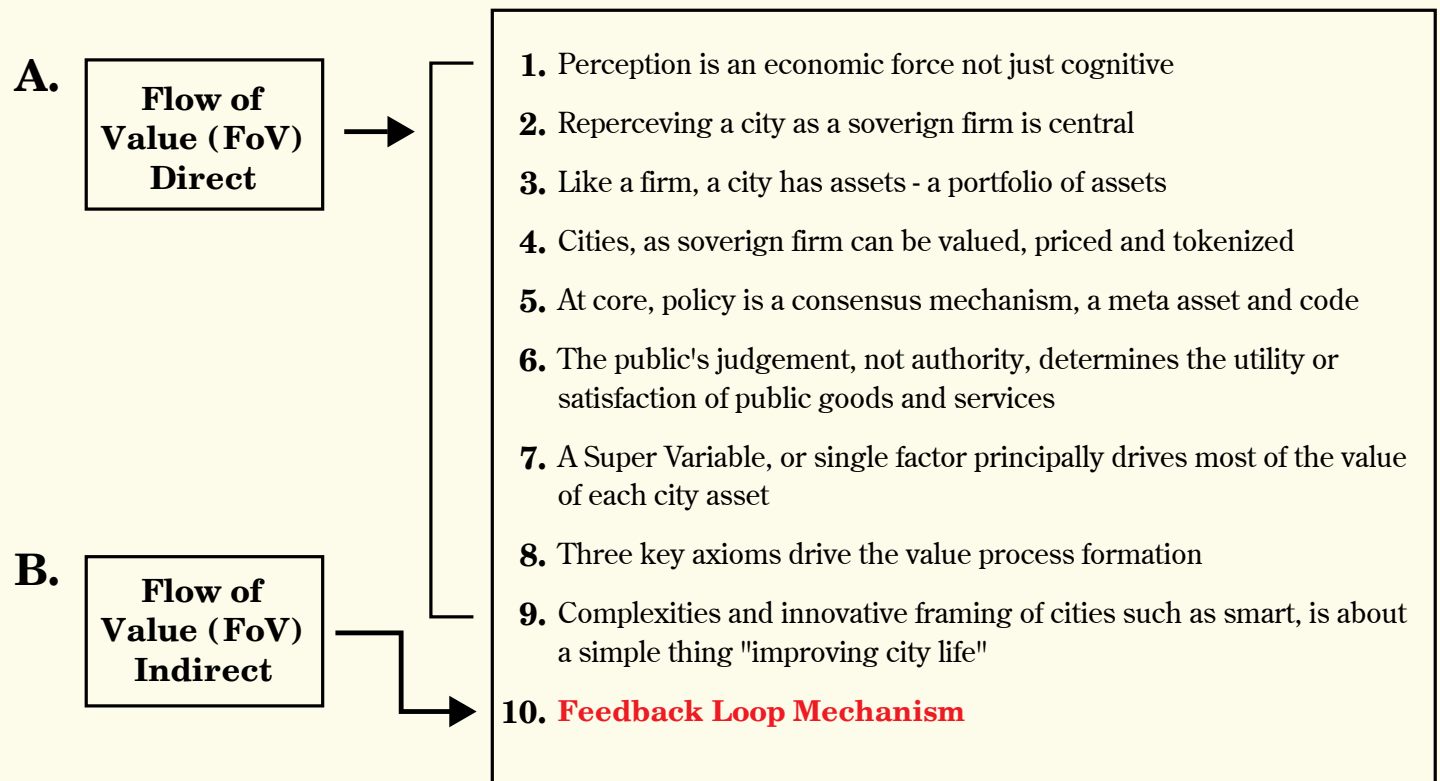 A.
Flow of
Value (FoV)
Direct
1. Perception is an economic force not just cognitive
2. Reperceving a city as a soverign firm is central
3. Like a firm, a city has assets - a portfolio of assets
4. Cities, as soverign firm can be valued, priced and tokenized
5. At core, policy is a consensus mechanism, a meta asset and code
6. The public's judgement, not authority, determines the utility or
satisfaction of public goods and services
7. A Super Variable, or single factor principally drives most of the value
of each city asset
8. Three key axioms drive the value process formation
9. Complexities and innovative framing of cities such as smart, is about
a simple thing "improving city life"
B.
Flow of
Value (FoV)
Indirect
10. Feedback Loop Mechanism